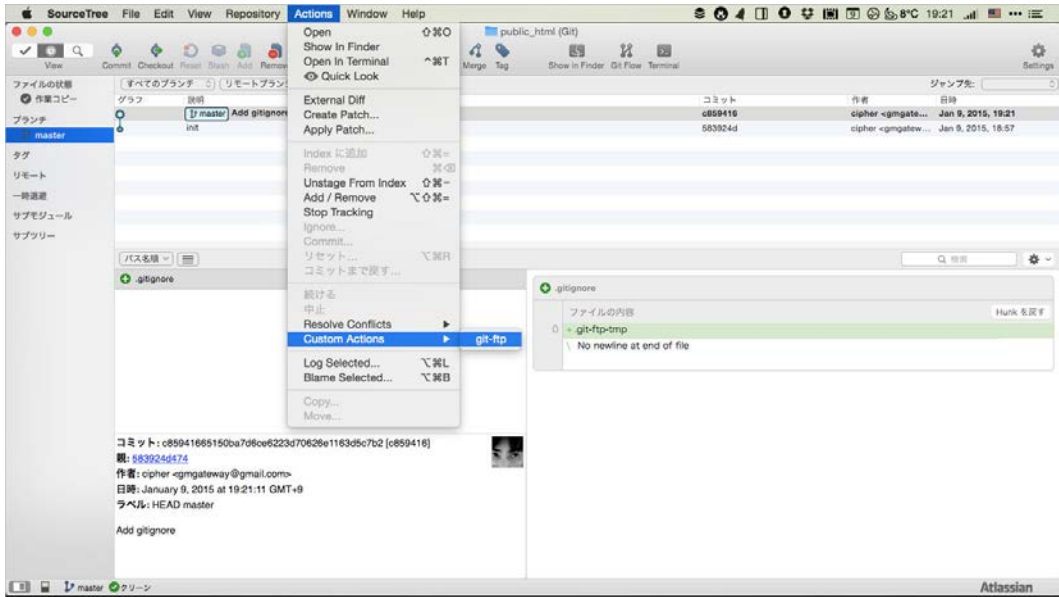 SourceTree File Edit View Repository Actions Window Help 8°C 19:21
public_html (Git)
View Commit Checkout Reset Stash Add Remov Merge Tag Show in Finder Git Flow Terminal Settings
ファイルの状態
作業コピー
ブランチ
master
タグ
リモート
一時退避
サブモジュール
サブツリー
すべてのブランチ リモートブラン ジャンプ先:
グラフ 説明 コミット 作者 日時
master Add gitignore c859416 cipher <gmgate... Jan 9, 2015, 19:21
init 583924d cipher <gmgatew... Jan 9, 2015, 18:57
Open ⇧⌘O
Show In Finder
Open In Terminal ^⌘T
Quick Look
External Diff
Create Patch...
Apply Patch...
Index に追加 ⇧⌘=
Remove ⌘⌫
Unstage From Index ⇧⌘-
Add / Remove ⌥⇧⌘=
Stop Tracking
Ignore...
Commit...
リセット... ⌥⌘R
コミットまで戻す...
続ける
中止
Resolve Conflicts
Custom Actions git-ftp
Log Selected... ⌥⌘L
Blame Selected... ⌥⌘B
Copy...
Move...
パス名順 検索
.gitignore
.gitignore
ファイルの内容 Hunk を戻す
0 + .git-ftp-tmp
\ No newline at end of file
コミット: c85941665150ba7d6ce6223d70626e1163d5c7b2 [c859416]
親: 583924d474
作者: cipher <gmgateway@gmail.com>
日時: January 9, 2015 at 19:21:11 GMT+9
ラベル: HEAD master
Add gitignore
master クリーン Atlassian